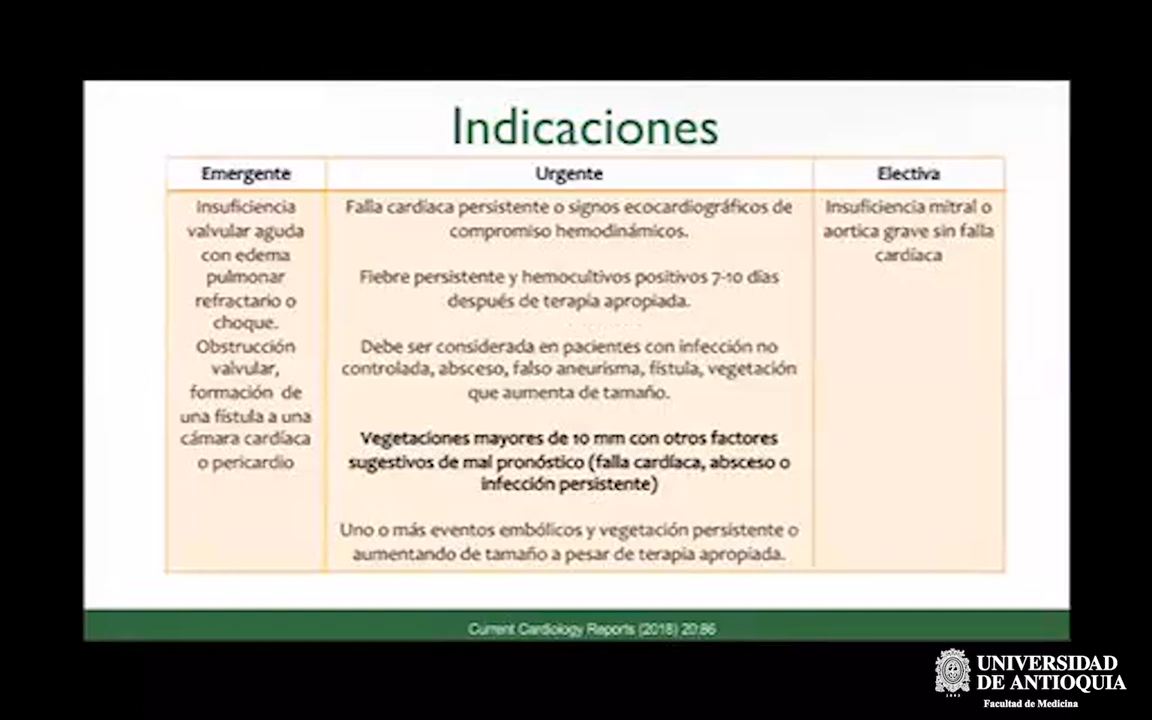 Indicaciones
Emergente
Urgente
Electiva
Insuficiencia
valvular aguda
con edema
pulmonar
refractario o
choque.
Obstrucción
valvular,
formación de
una fístula a una
cámara cardíaca
o pericardio
Falla cardíaca persistente o signos ecocardiográficos de
compromiso hemodinámicos.
Fiebre persistente y hemocultivos positivos 7-10 días
después de terapia apropiada.
Debe ser considerada en pacientes con infección no
controlada, absceso, falso aneurisma, fístula, vegetación
que aumenta de tamaño.
Vegetaciones mayores de 10 mm con otros factores
sugestivos de mal pronóstico (falla cardíaca, absceso o
infección persistente)
Uno o más eventos embólicos y vegetación persistente o
aumentando de tamaño a pesar de terapia apropiada.
Insuficiencia mitral o
aortica grave sin falla
cardíaca
Current Cardiology Reports (2018) 20:86
UNIVERSIDAD
DE ANTIOQUIA
Facultad de Medicina